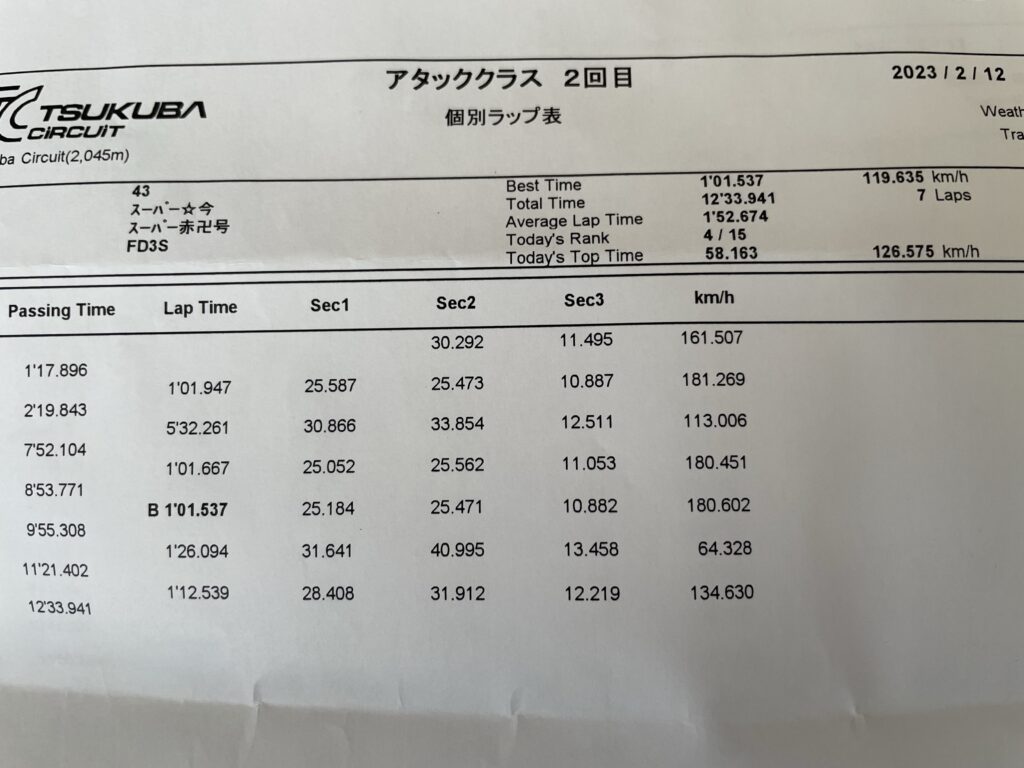 アタッククラス 2回目
2023 / 2 / 12
TSUKUBA CIRCUIT
個別ラップ表
Weath
Tra
ba Circuit(2,045m)
43
スーパー☆今
スーパー赤卍号
FD3S
Best Time 1'01.537 119.635 km/h
Total Time 12'33.941 7 Laps
Average Lap Time 1'52.674
Today's Rank 4 / 15
Today's Top Time 58.163 126.575 km/h
Passing Time Lap Time Sec1 Sec2 Sec3 km/h
30.292 11.495 161.507
1'17.896
1'01.947 25.587 25.473 10.887 181.269
2'19.843
5'32.261 30.866 33.854 12.511 113.006
7'52.104
1'01.667 25.052 25.562 11.053 180.451
8'53.771
B 1'01.537 25.184 25.471 10.882 180.602
9'55.308
1'26.094 31.641 40.995 13.458 64.328
11'21.402
1'12.539 28.408 31.912 12.219 134.630
12'33.941